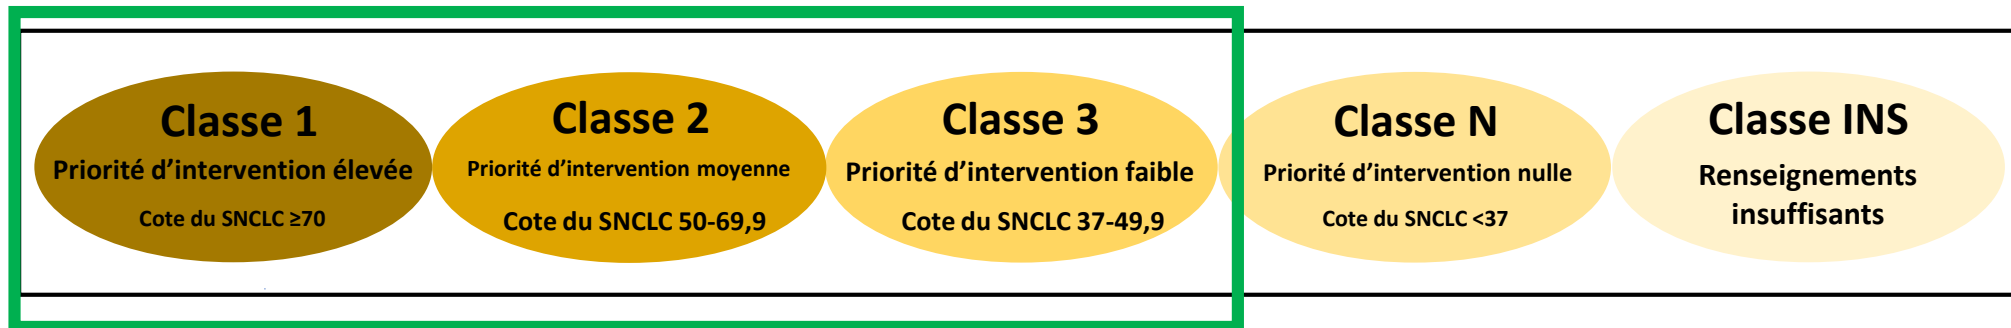 Classe 1
Priorité d’intervention élevée
Cote du SNCLC ≥70
Classe 2
Priorité d’intervention moyenne
Cote du SNCLC 50-69,9
Classe 3
Priorité d’intervention faible
Cote du SNCLC 37-49,9
Classe N
Priorité d’intervention nulle
Cote du SNCLC <37
Classe INS
Renseignements
insuffisants